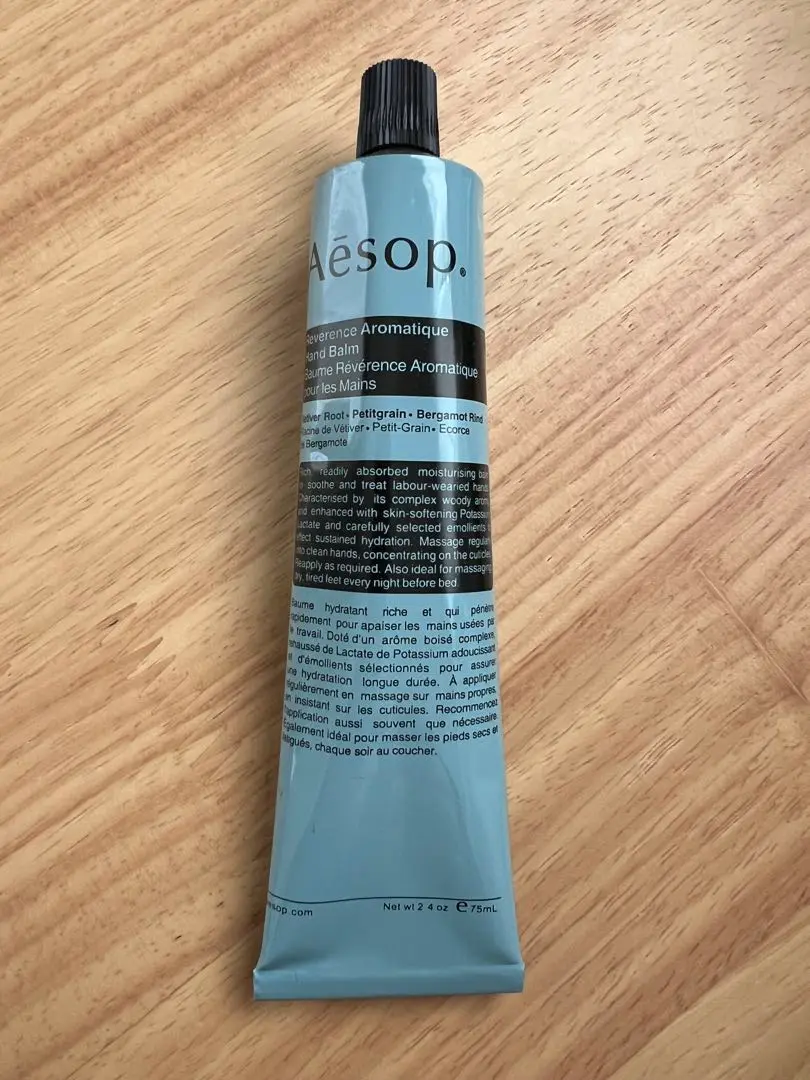 Aēsop.®
Reverence Aromatique
Hand Balm
Baume Révérence Aromatique
pour les Mains
Vetiver Root • Petitgrain • Bergamot Rind
Racine de Vétiver • Petit-Grain • Ecorce
de Bergamote
Rich, readily absorbed moisturising balm
to soothe and treat labour-wearied hands.
Characterised by its complex woody aroma
and enhanced with skin-softening Potassium
Lactate and carefully selected emollients to
effect sustained hydration. Massage regularly
into clean hands, concentrating on the cuticles.
Reapply as required. Also ideal for massaging
dry, tired feet every night before bed.
Baume hydratant riche et qui pénètre
rapidement pour apaiser les mains usées par
le travail. Doté d'un arôme boisé complexe,
rehaussé de Lactate de Potassium adoucissant
et d'émollients sélectionnés pour assurer
une hydratation longue durée. À appliquer
régulièrement en massage sur mains propres,
en insistant sur les cuticules. Recommencez
l'application aussi souvent que nécessaire.
Également idéal pour masser les pieds secs et
fatigués, chaque soir au coucher.
aesop.com
Net wt 2.4 oz e 75mL